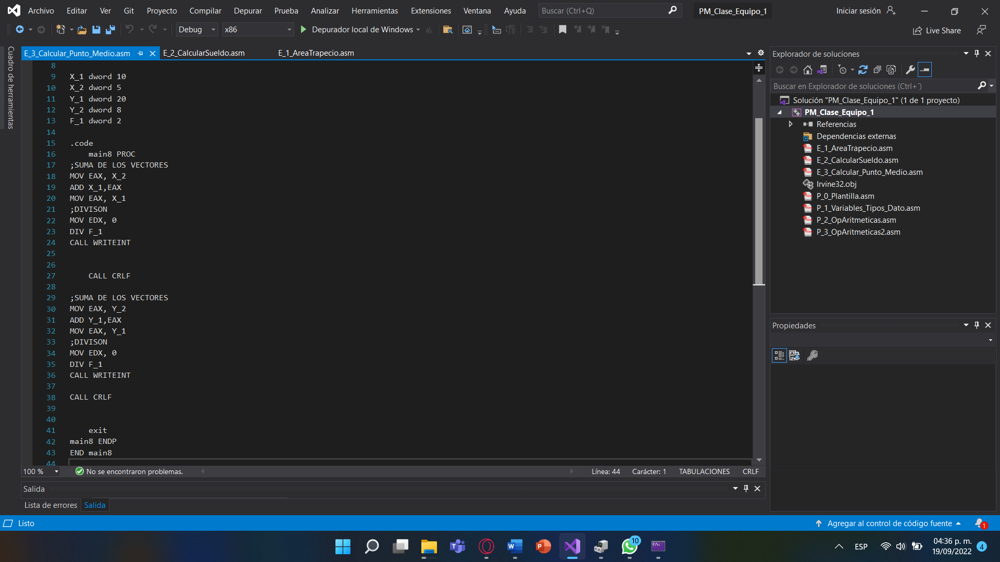 Archivo Editar Ver Git Proyecto Compilar Depurar Prueba Analizar Herramientas Extensiones Ventana Ayuda Buscar (Ctrl+Q) PM_Clase_Equipo_1 Iniciar sesión
Debug x86 Depurador local de Windows Live Share
Cuadro de herramientas
E_3_Calcular_Punto_Medio.asm E_2_CalcularSueldo.asm E_1_AreaTrapecio.asm
8
9 X_1 dword 10
10 X_2 dword 5
11 Y_1 dword 20
12 Y_2 dword 8
13 F_1 dword 2
14
15 .code
16 main8 PROC
17 ;SUMA DE LOS VECTORES
18 MOV EAX, X_2
19 ADD X_1,EAX
20 MOV EAX, X_1
21 ;DIVISON
22 MOV EDX, 0
23 DIV F_1
24 CALL WRITEINT
25
26
27 CALL CRLF
28
29 ;SUMA DE LOS VECTORES
30 MOV EAX, Y_2
31 ADD Y_1,EAX
32 MOV EAX, Y_1
33 ;DIVISON
34 MOV EDX, 0
35 DIV F_1
36 CALL WRITEINT
37
38 CALL CRLF
39
40
41 exit
42 main8 ENDP
43 END main8
44
100 % No se encontraron problemas. Línea: 44 Carácter: 1 TABULACIONES CRLF
Salida
Lista de errores Salida
Explorador de soluciones
Buscar en Explorador de soluciones (Ctrl+´)
Solución "PM_Clase_Equipo_1" (1 de 1 proyecto)
PM_Clase_Equipo_1
Referencias
Dependencias externas
E_1_AreaTrapecio.asm
E_2_CalcularSueldo.asm
E_3_Calcular_Punto_Medio.asm
Irvine32.obj
P_0_Plantilla.asm
P_1_Variables_Tipos_Dato.asm
P_2_OpAritmeticas.asm
P_3_OpAritmeticas2.asm
Propiedades
Listo Agregar al control de código fuente 1
10
ESP 04:36 p. m.
19/09/2022 4